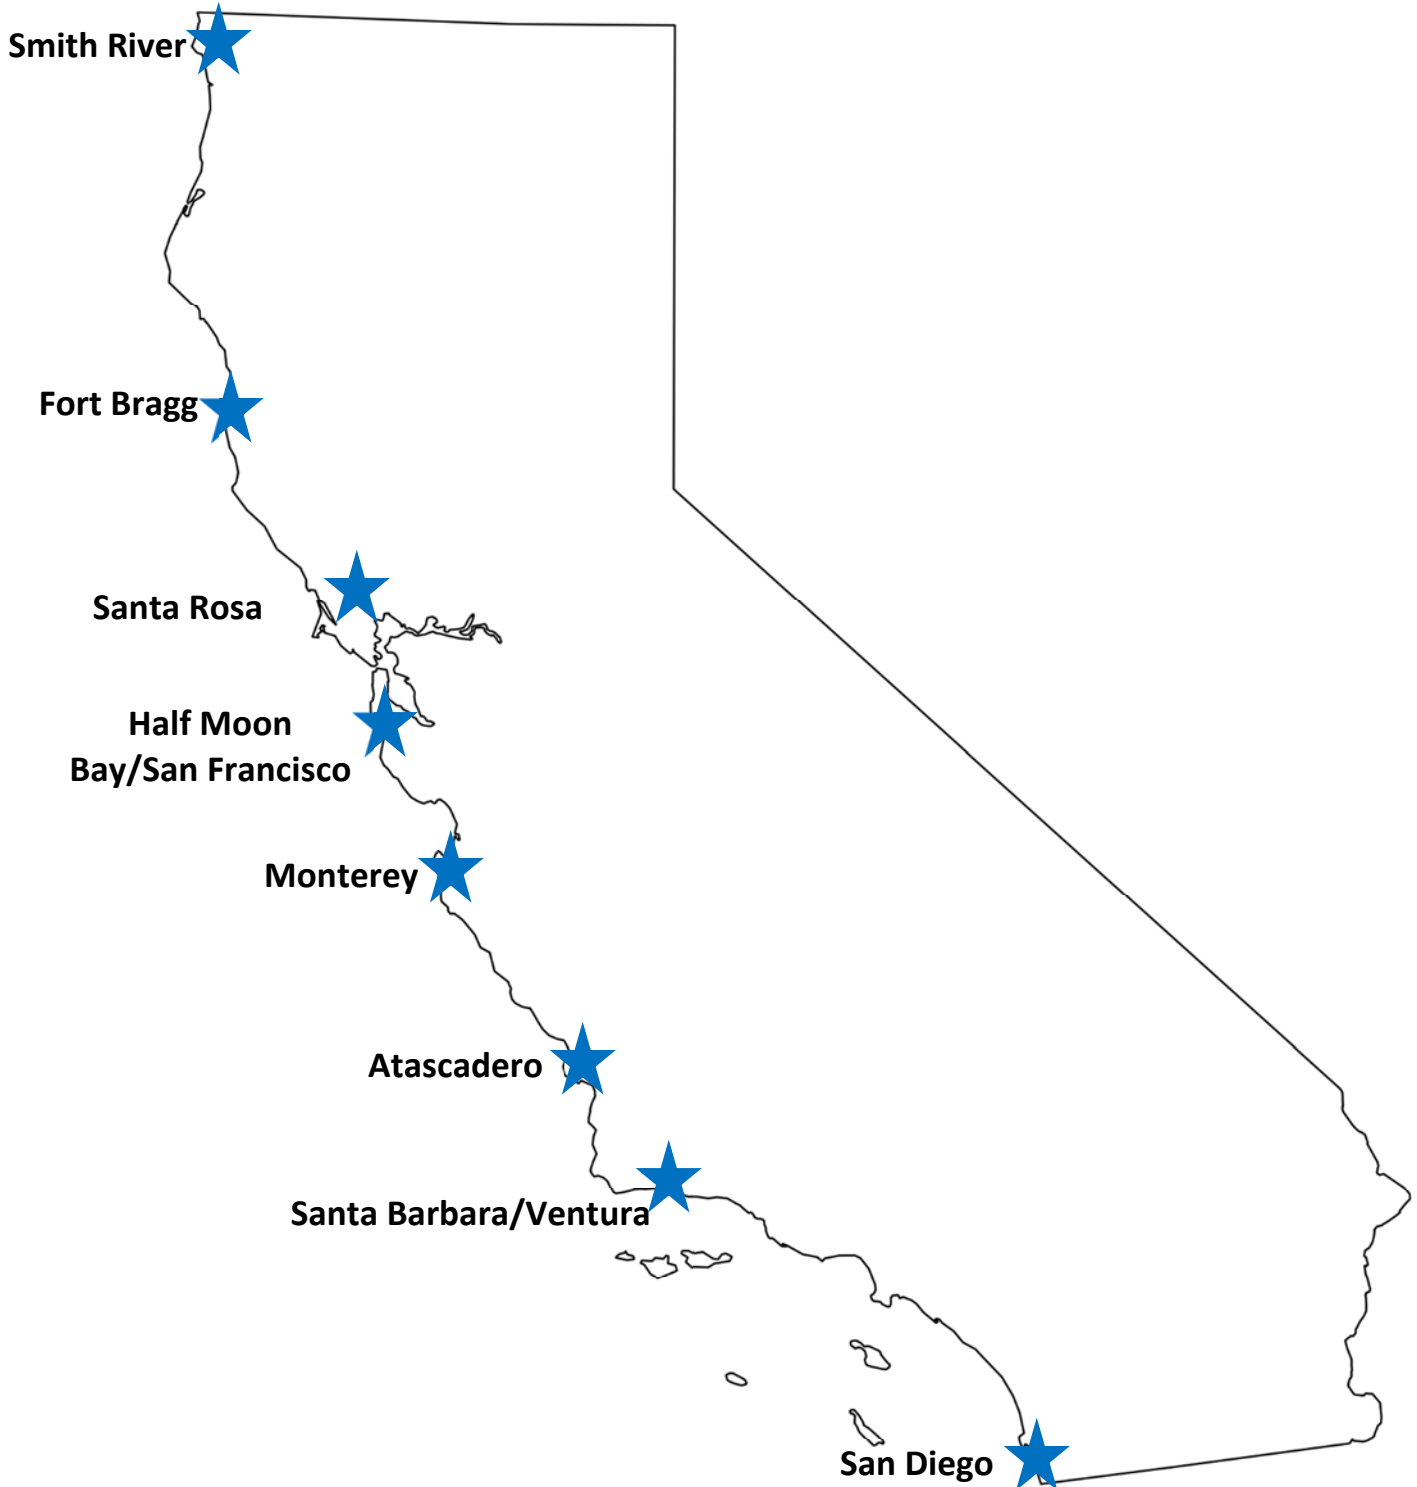 Smith River
Fort Bragg
Santa Rosa
Half Moon
Bay/San Francisco
Monterey
Atascadero
Santa Barbara/Ventura
San Diego